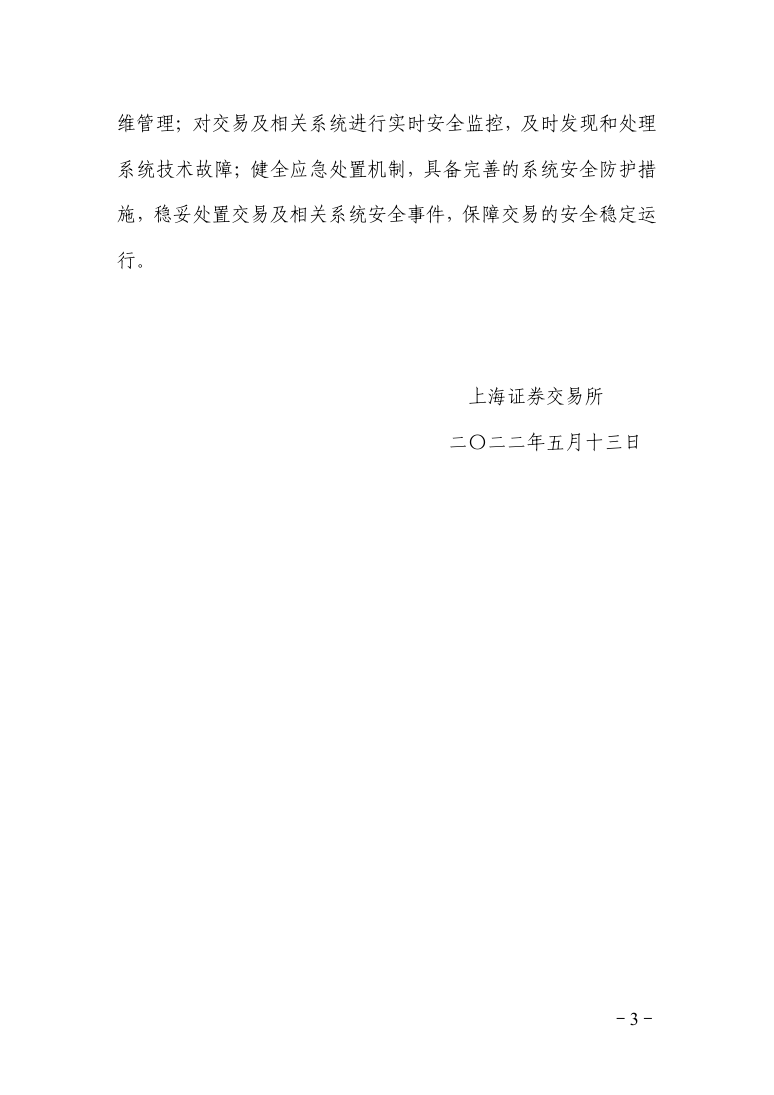 维管理；对交易及相关系统进行实时安全监控，及时发现和处理
系统技术故障；健全应急处置机制，具备完善的系统安全防护措
施，稳妥处置交易及相关系统安全事件，保障交易的安全稳定运
行。
上海证券交易所
二〇二二年五月十三日
- 3 -